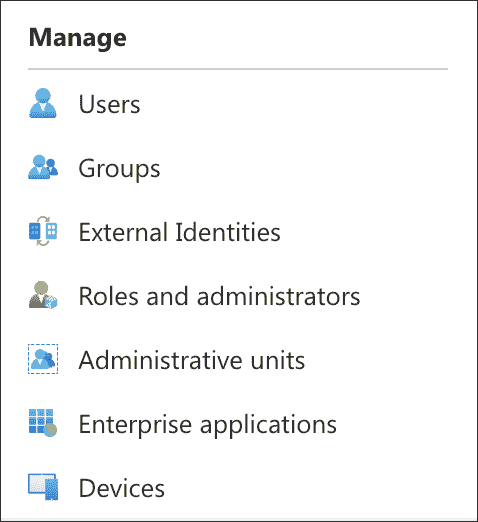 Manage
Users
Groups
External Identities
Roles and administrators
Administrative units
Enterprise applications
Devices